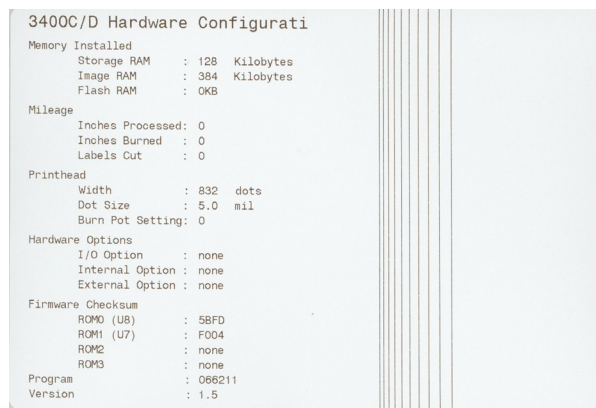 3400C/D Hardware Configurati
Memory Installed
Storage RAM : 128 Kilobytes
Image RAM : 384 Kilobytes
Flash RAM : 0KB
Mileage
Inches Processed: 0
Inches Burned : 0
Labels Cut : 0
Printhead
Width : 832 dots
Dot Size : 5.0 mil
Burn Pot Setting: 0
Hardware Options
I/O Option : none
Internal Option : none
External Option : none
Firmware Checksum
ROM0 (U8) : 5BFD
ROM1 (U7) : F004
ROM2 : none
ROM3 : none
Program : 066211
Version : 1.5